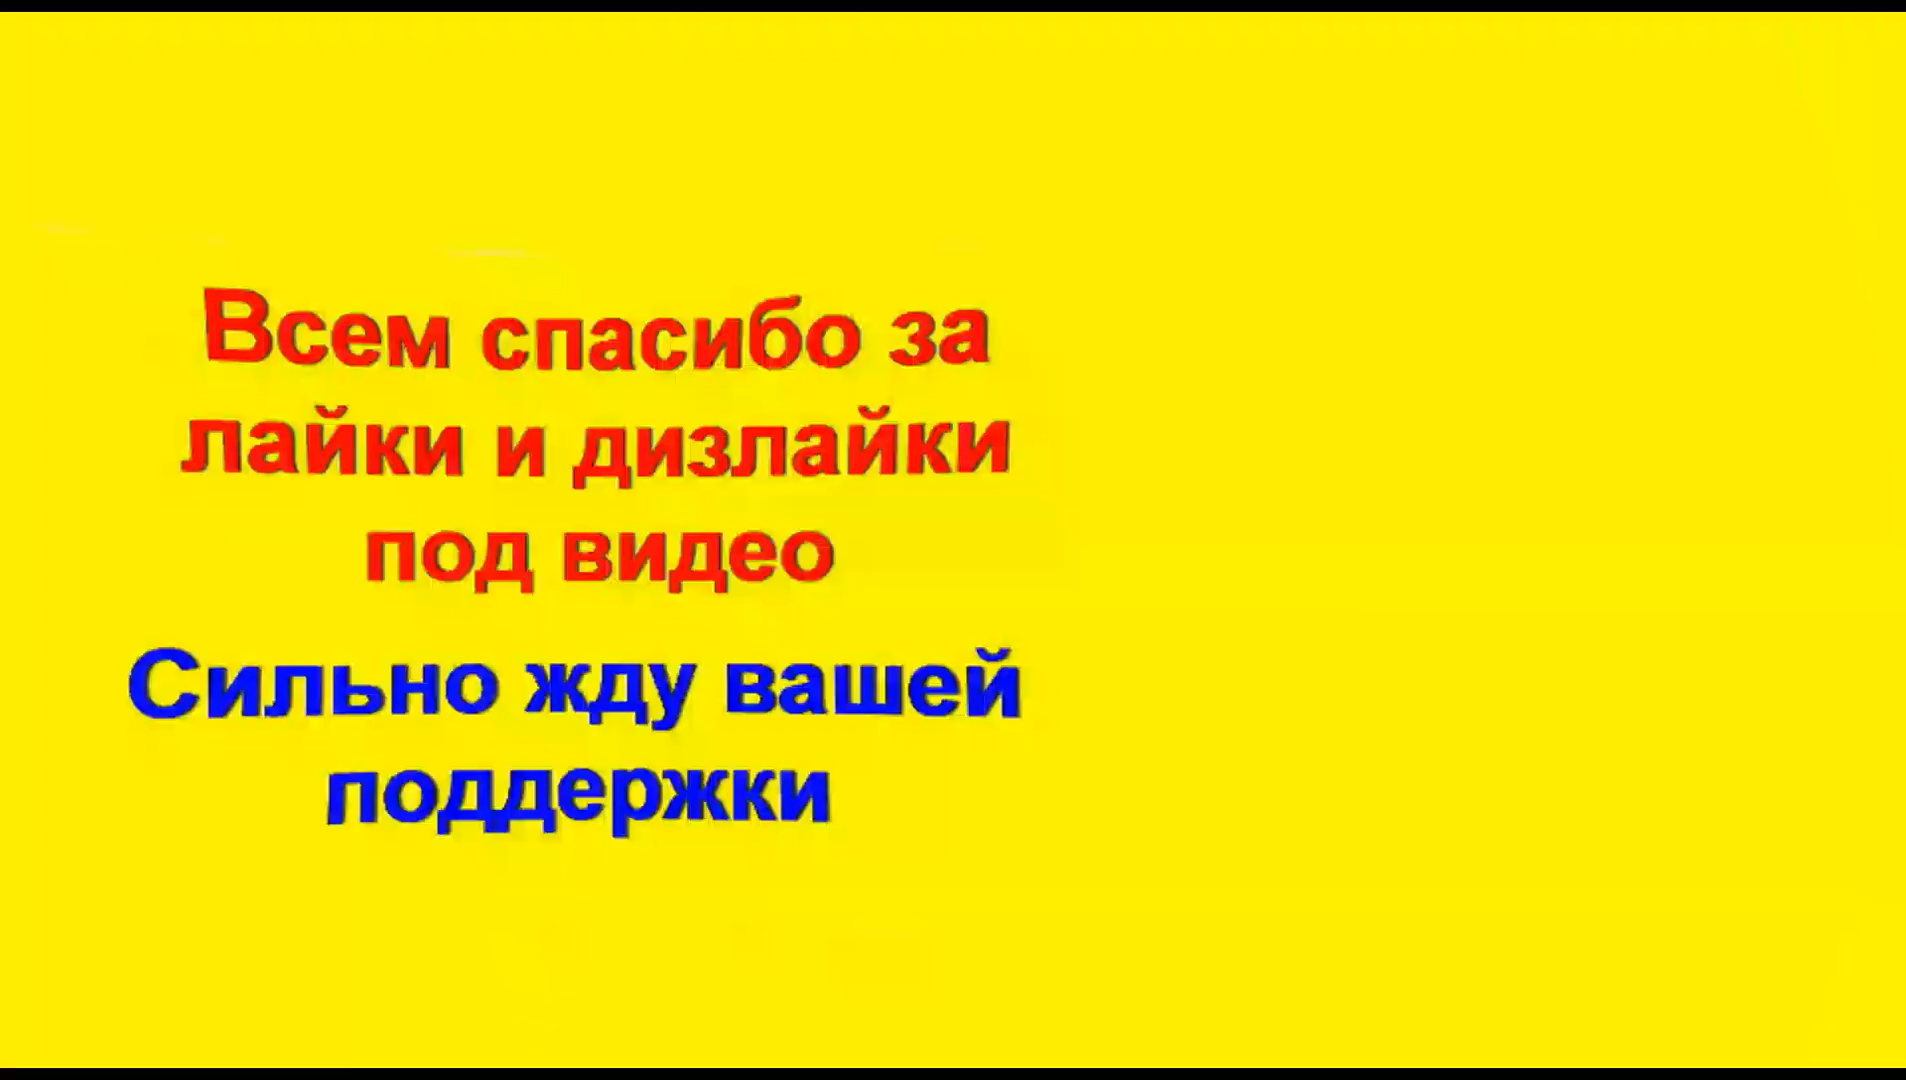 Всем спасибо за
лайки и дизлайки
под видео
Сильно жду вашей
поддержки